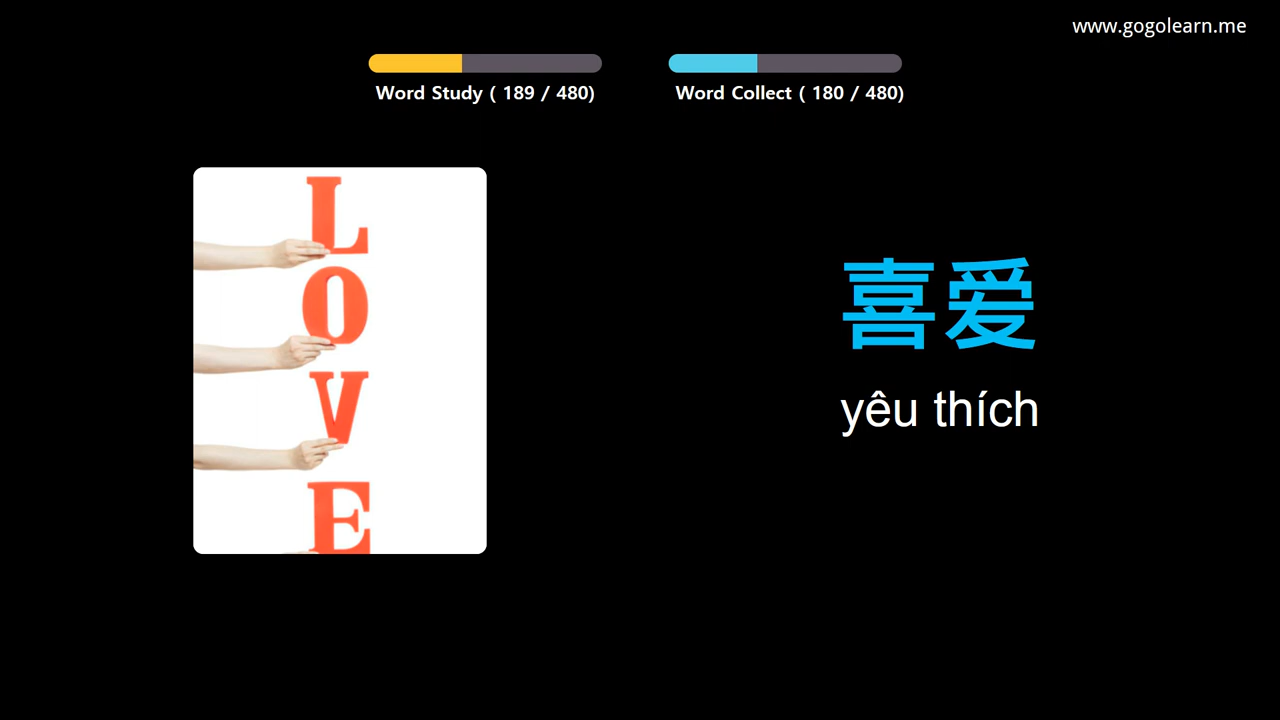 www.gogolearn.me
Word Study ( 189 / 480)
Word Collect ( 180 / 480)
L
O
V
E
喜爱
yêu thích